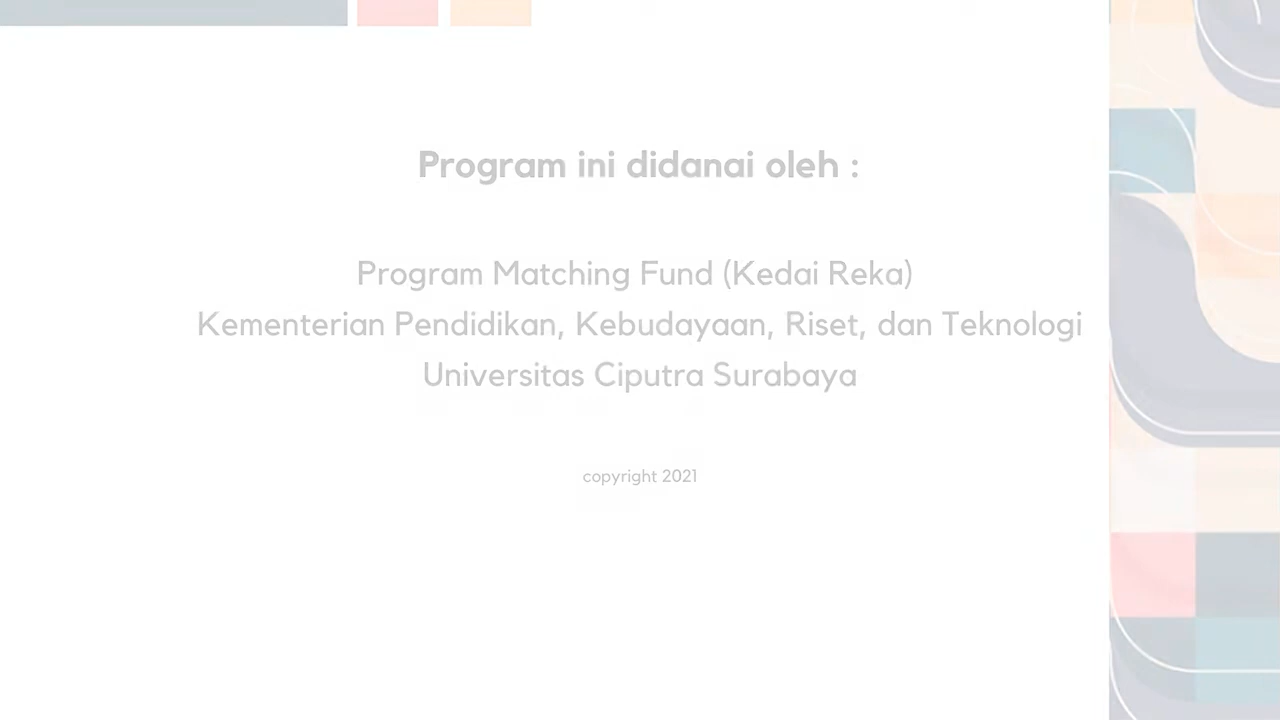 Program ini didanai oleh :
Program Matching Fund (Kedai Reka)
Kementerian Pendidikan, Kebudayaan, Riset, dan Teknologi
Universitas Ciputra Surabaya
copyright 2021